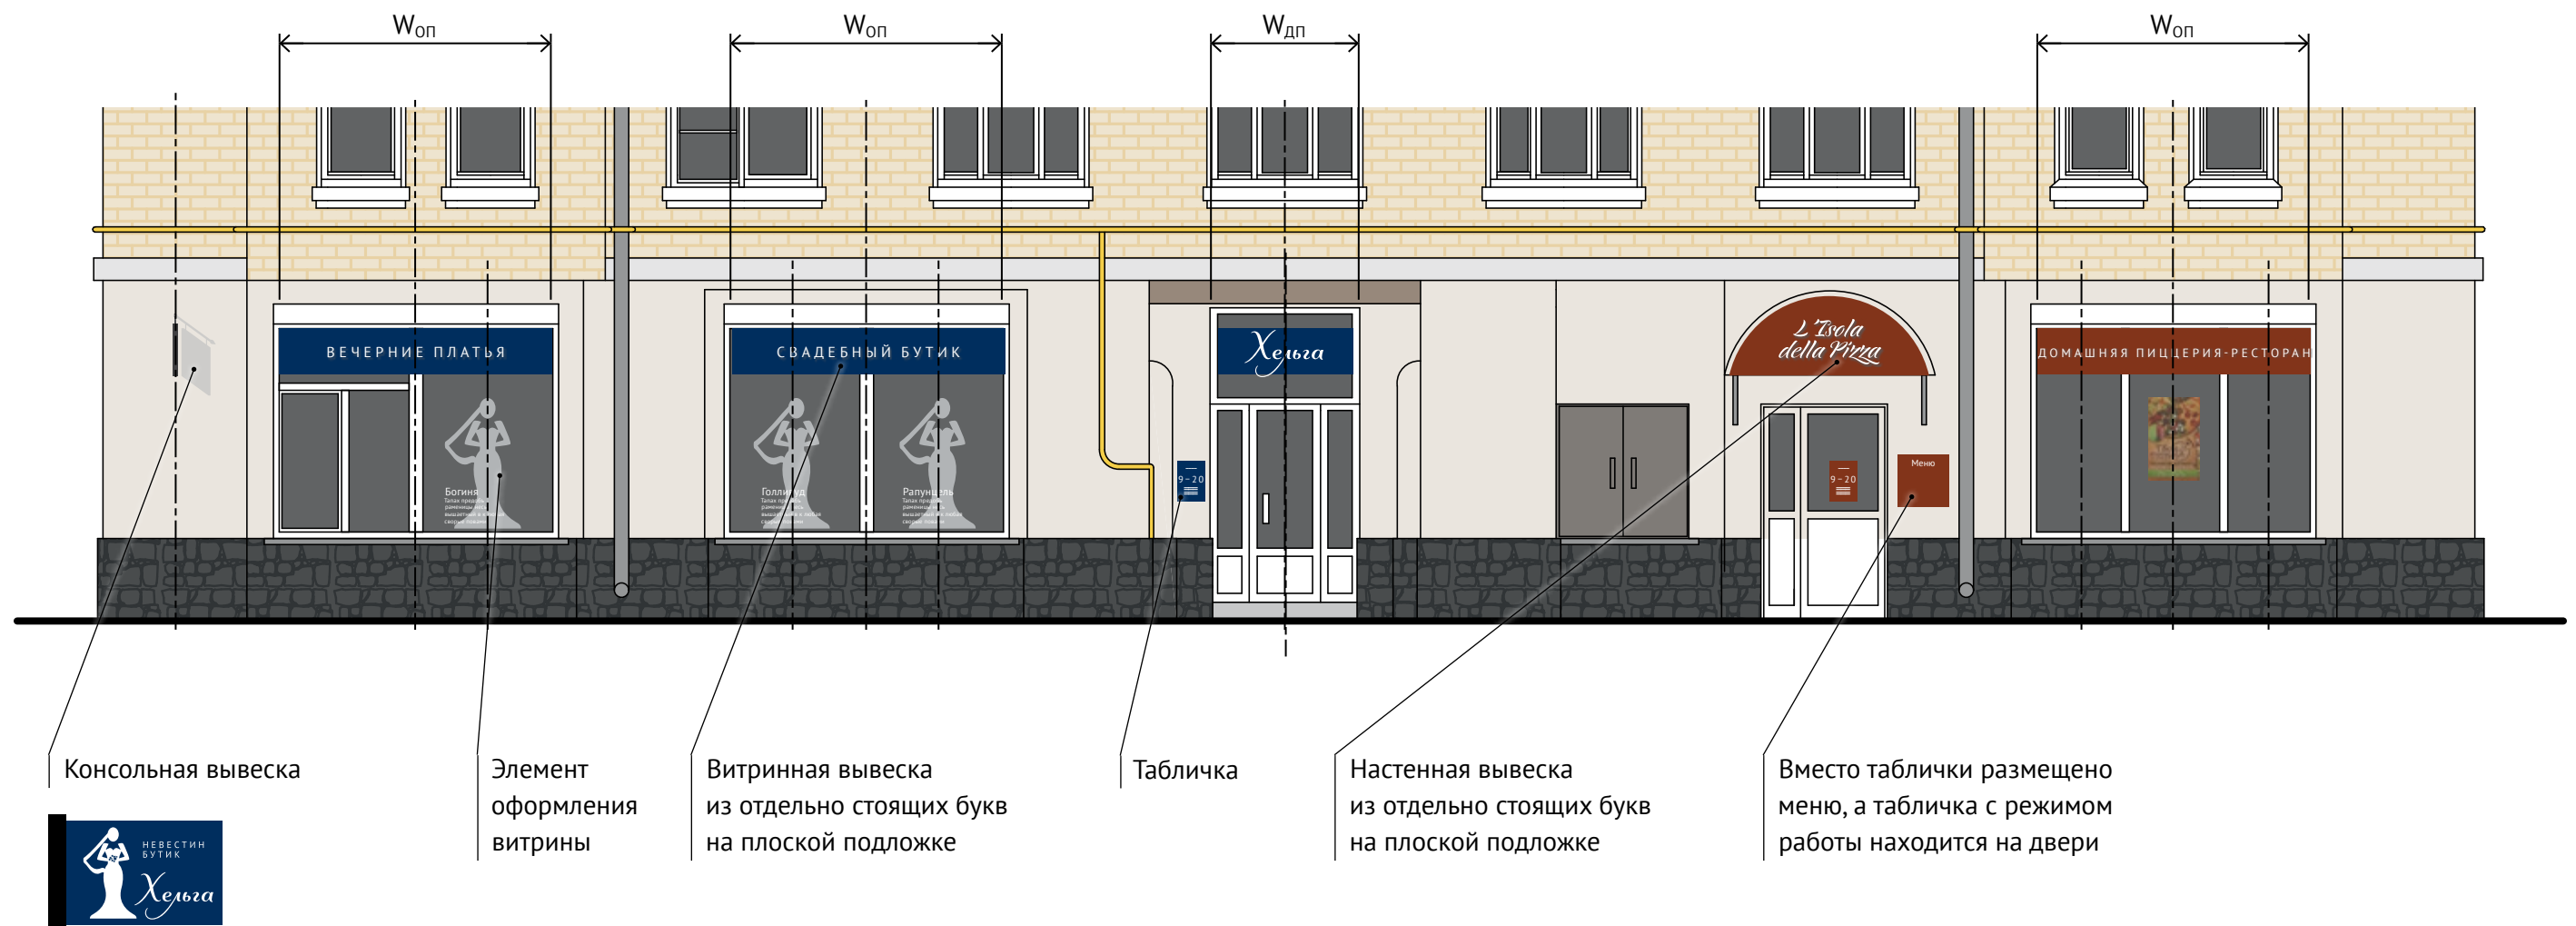 Wоп
Wоп
Wдп
Wоп
ВЕЧЕРНИЕ ПЛАТЬЯ
СВАДЕБНЫЙ БУТИК
Хельга
L'Isola
della Pizza
ДОМАШНЯЯ ПИЦЦЕРИЯ-РЕСТОРАН
Богиня
Голливуд
Рапунцель
9–20
9–20
Меню
Консольная вывеска
Элемент
оформления
витрины
Витринная вывеска
из отдельно стоящих букв
на плоской подложке
Табличка
Настенная вывеска
из отдельно стоящих букв
на плоской подложке
Вместо таблички размещено
меню, а табличка с режимом
работы находится на двери
НЕВЕСТИН
БУТИК
Хельга